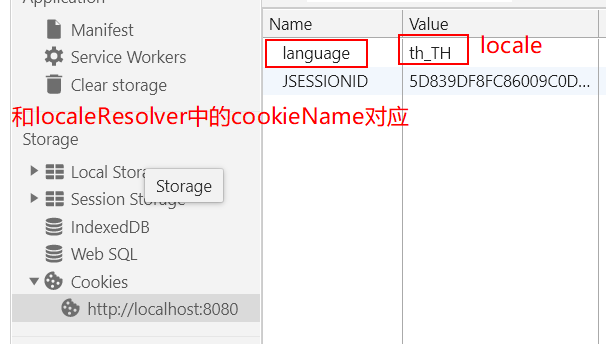 Application
Name
Value
Manifest
language
th_TH
locale
Service Workers
JSESSIONID
5D839DF8FC86009C0D...
Clear storage
和localeResolver中的cookieName对应
Storage
Local Stora
Storage
Session Storage
IndexedDB
Web SQL
Cookies
http://localhost:8080